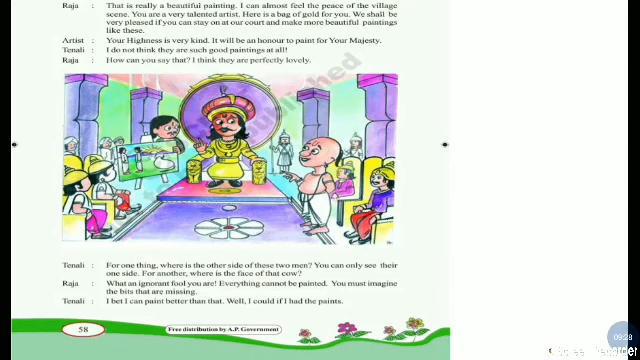 Raja : That is really a beautiful painting. I can almost feel the peace of the village
scene. You are a very talented artist. Here is a bag of gold for you. We shall be
very pleased if you can stay on at our court and make more beautiful paintings
like these.
Artist : Your Highness is very kind. It will be an honour to paint for Your Majesty.
Tenali : I do not think they are such good paintings at all!
Raja : How can you say that? I think they are perfectly lovely.
Tenali : For one thing, where is the other side of these two men? You can only see their
one side. For another, where is the face of that cow?
Raja : What an ignorant fool you are! Everything cannot be painted. You must imagine
the bits that are missing.
Tenali : I bet I can paint better than that. Well, I could if I had the paints.
58
Free distribution by A.P. Government
09:28